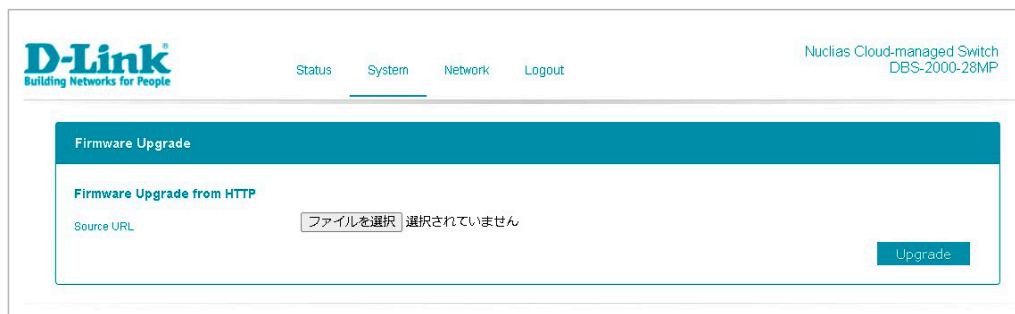 D-Link
Building Networks for People
Status System Network Logout
Nuclias Cloud-managed Switch
DBS-2000-28MP
Firmware Upgrade
Firmware Upgrade from HTTP
Source URL ファイルを選択 選択されていません
Upgrade